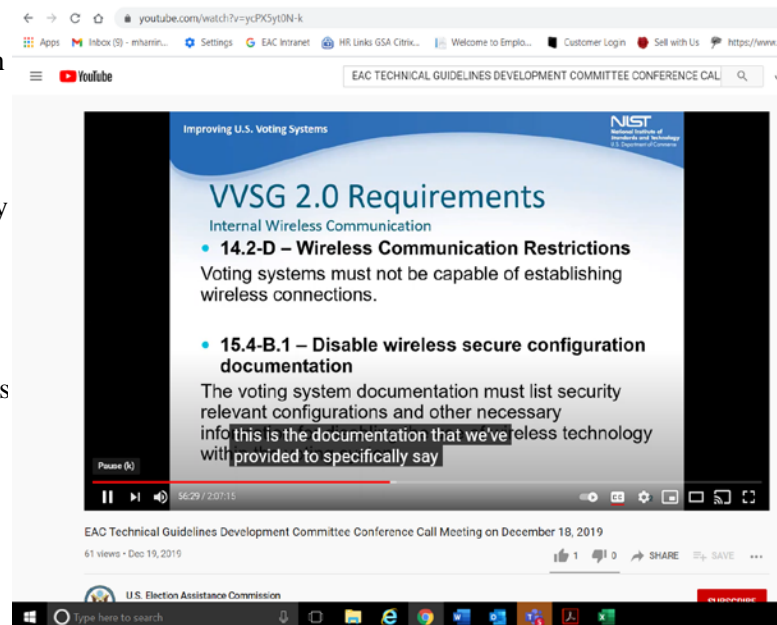 youtube.com/watch?v=ycPX5yt0N-k
Apps Inbox (9) - mharrin... Settings EAC Intranet HR Links GSA Citrix... Welcome to Emplo... Customer Login Sell with Us https://www.
YouTube
EAC TECHNICAL GUIDELINES DEVELOPMENT COMMITTEE CONFERENCE CAL
Improving U.S. Voting Systems
NIST
National Institute of
Standards and Technology
U.S. Department of Commerce
VVSG 2.0 Requirements
Internal Wireless Communication
• 14.2-D – Wireless Communication Restrictions
Voting systems must not be capable of establishing
wireless connections.
• 15.4-B.1 – Disable wireless secure configuration
documentation
The voting system documentation must list security
relevant configurations and other necessary
wireless technology
this is the documentation that we've
provided to specifically say
Pause (k)
56:29 / 2:07:15
CC
EAC Technical Guidelines Development Committee Conference Call Meeting on December 18, 2019
61 views • Dec 19, 2019
1 0 SHARE SAVE ...
U.S. Election Assistance Commission
SUBSCRIBE
Type here to search